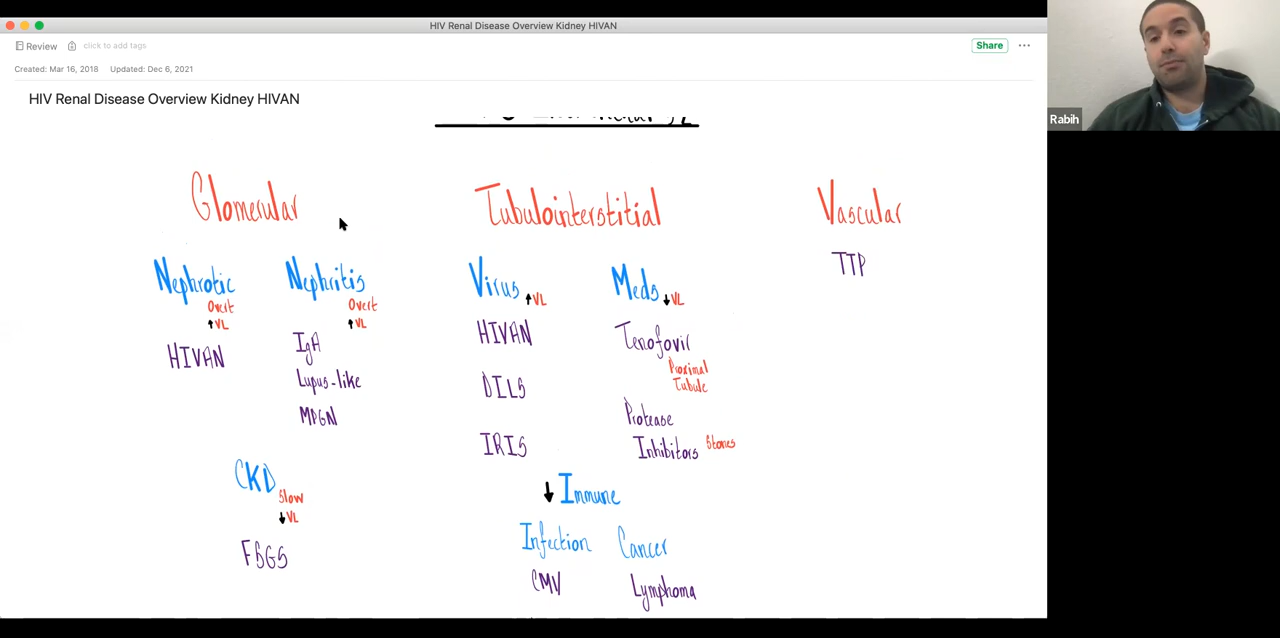 HIV Renal Disease Overview Kidney HIVAN
Review click to add tags
Share
Created: Mar 16, 2018 Updated: Dec 6, 2021
HIV Renal Disease Overview Kidney HIVAN
Rabih
Glomerular
Nephrotic
Overt
↑VL
HIVAN
Nephritis
Overt
↑VL
IgA
Lupus-like
MPGN
CKD
Slow
↓VL
FSGS
Tubulointerstitial
Virus ↑VL
HIVAN
DILS
IRIS
Meds ↓VL
Tenofovir
Proximal
Tubule
Protease
Inhibitors Stones
↓ Immune
Infection
CMV
Cancer
Lymphoma
Vascular
TTP